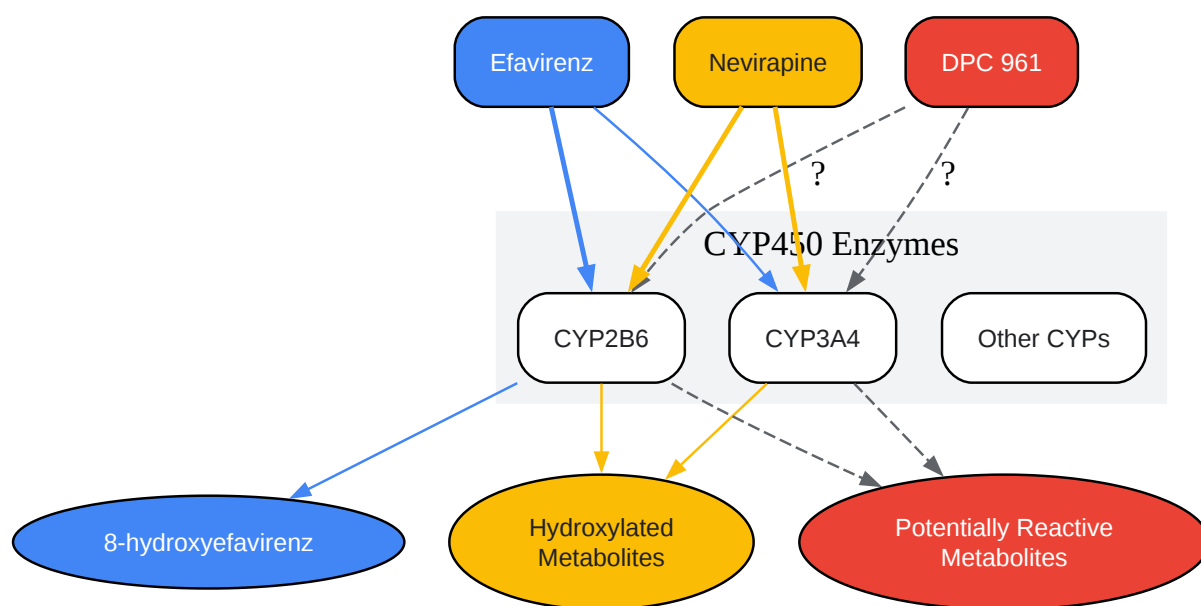 Efavirenz
Nevirapine
DPC 961
?
?
CYP450 Enzymes
CYP2B6
CYP3A4
Other CYPs
8-hydroxyefavirenz
Hydroxylated
Metabolites
Potentially Reactive
Metabolites